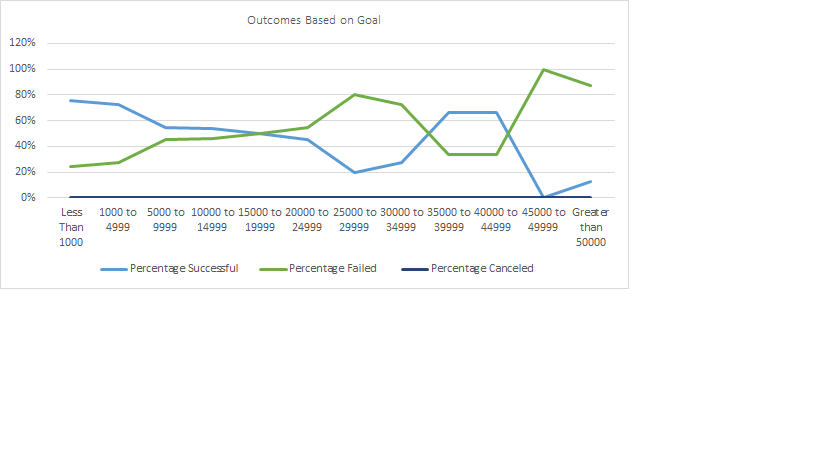 Outcomes Based on Goal
120%
100%
80%
60%
40%
20%
0%
Less Than 1000
1000 to 4999
5000 to 9999
10000 to 14999
15000 to 19999
20000 to 24999
25000 to 29999
30000 to 34999
35000 to 39999
40000 to 44999
45000 to 49999
Greater than 50000
Percentage Successful
Percentage Failed
Percentage Canceled